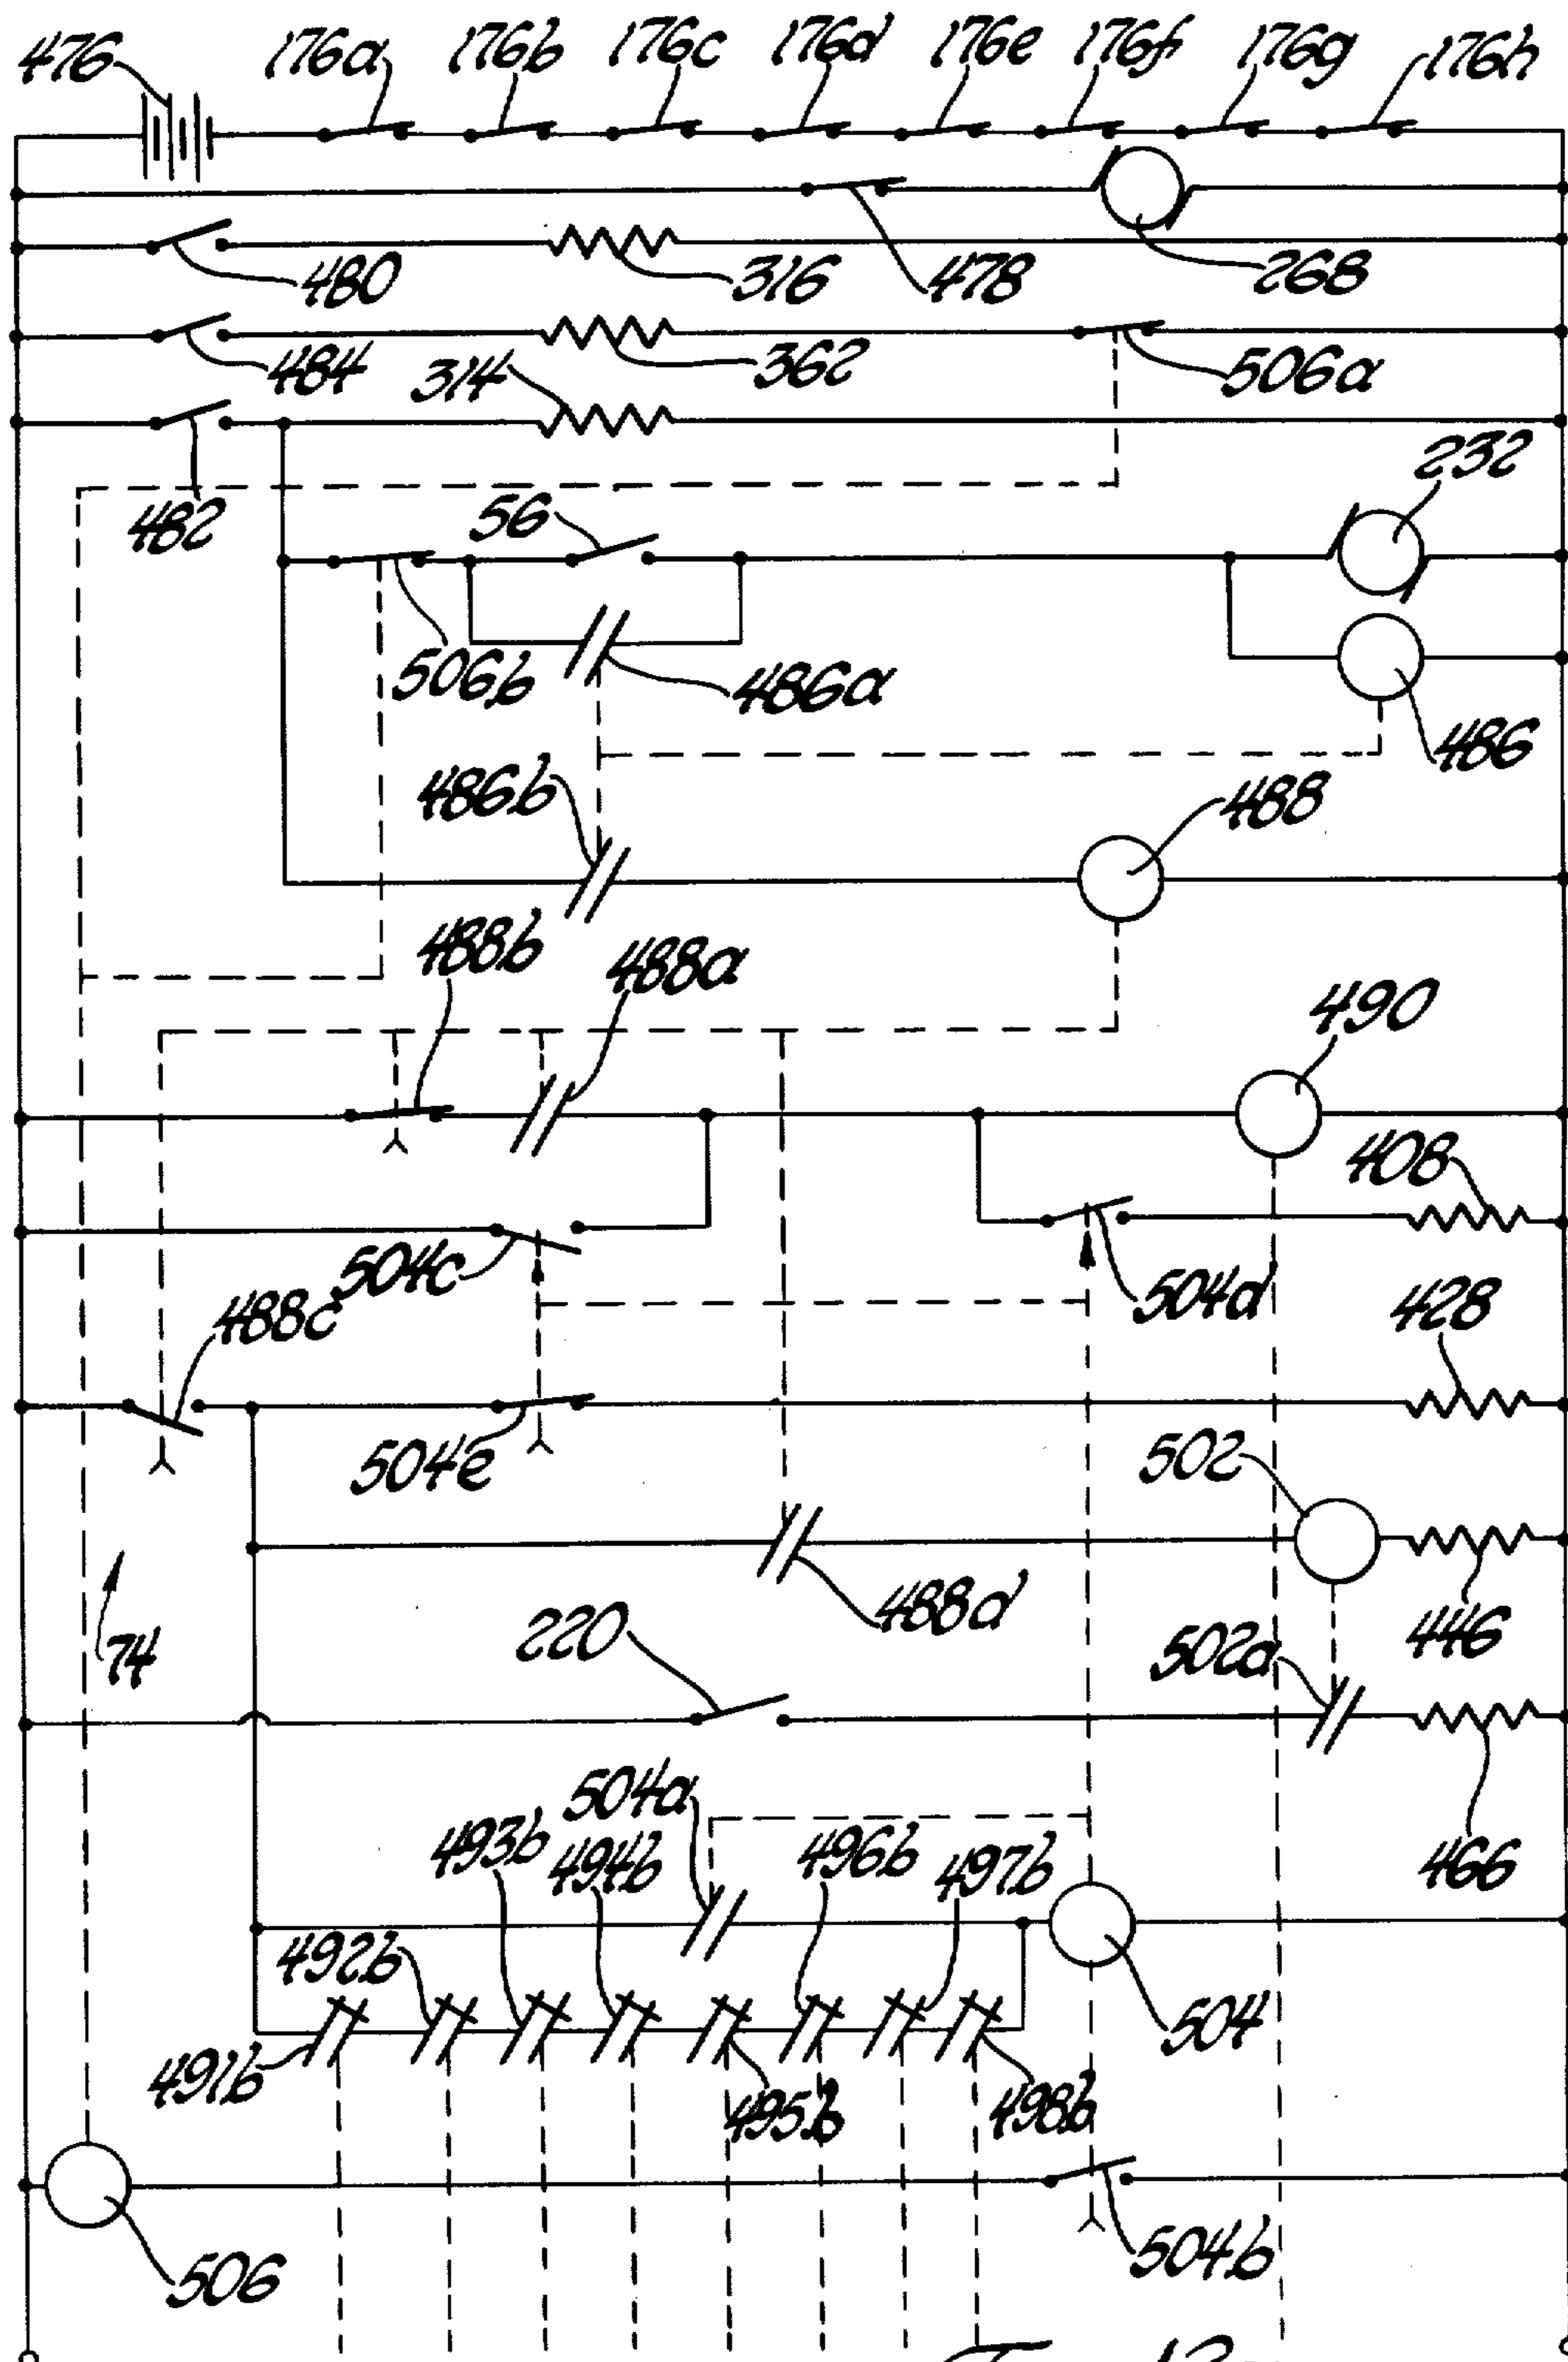 476 176a 176b 176c 176d 176e 176f 176g 176h
480 316 478 268
484 314 362 506a
482 56 232
506b 486a 486
486b 488
488b 488a 490
408
504c 504d
488c 428
504e 502
488d 446
74 220 502a
504a 466
493b 494b 496b 497b
492b
491b 495b 498b 504
506 504b